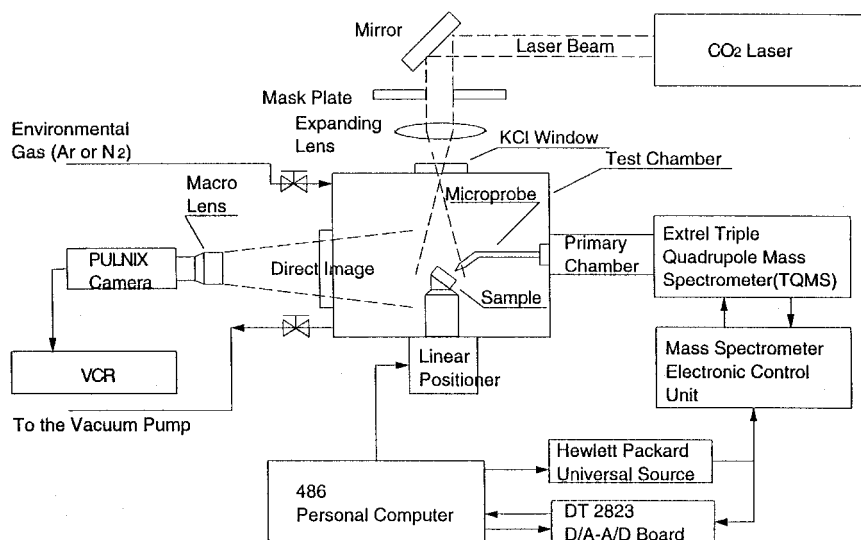 Mirror
Laser Beam
CO2 Laser
Mask Plate
Expanding
Lens
KCl Window
Environmental
Gas (Ar or N2)
Test Chamber
Macro
Lens
Microprobe
PULNIX
Camera
Direct Image
Primary
Chamber
Extrel Triple
Quadrupole Mass
Spectrometer(TQMS)
Sample
VCR
Linear
Positioner
Mass Spectrometer
Electronic Control
Unit
To the Vacuum Pump
Hewlett Packard
Universal Source
486
Personal Computer
DT 2823
D/A-A/D Board